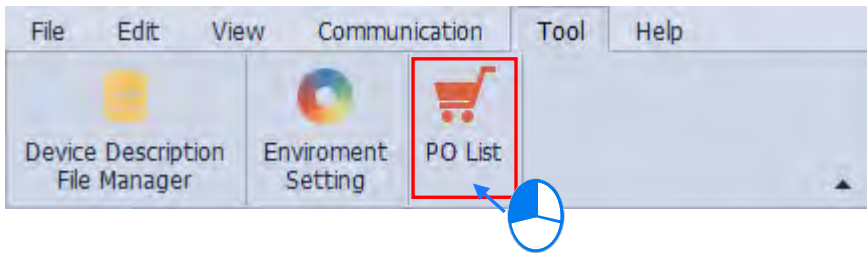 File Edit View Communication Tool Help
Device Description
File Manager
Enviroment
Setting
PO List